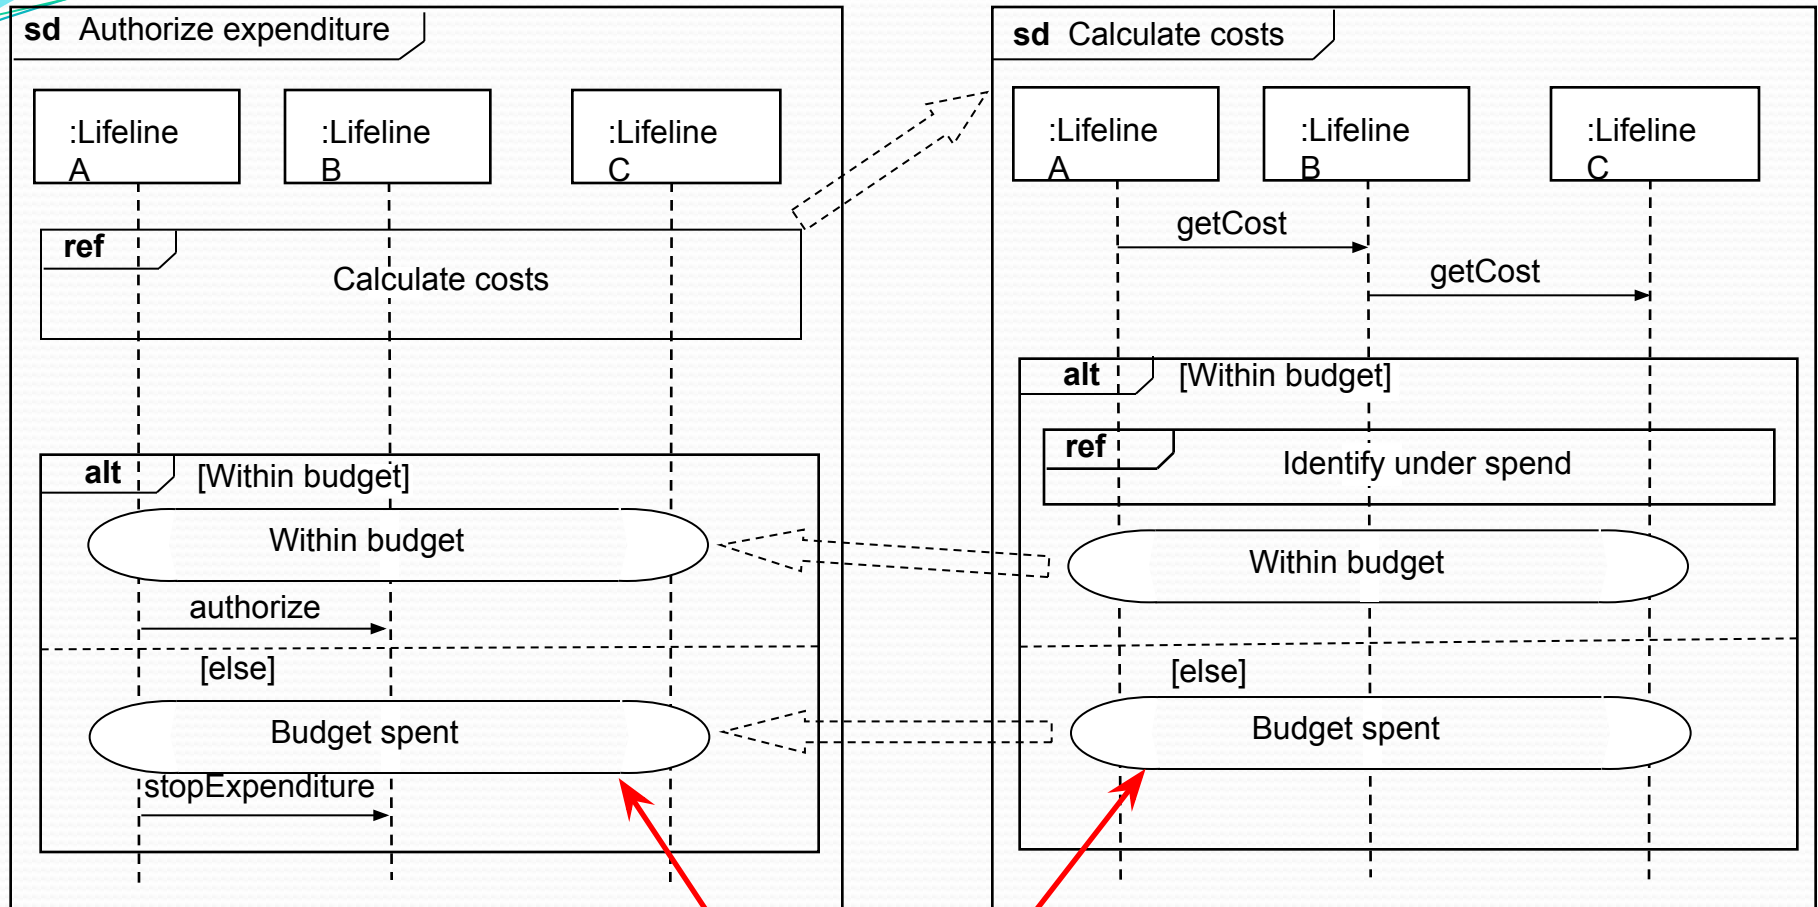 sd Authorize expenditure
:Lifeline
A
:Lifeline
B
:Lifeline
C
ref
Calculate costs
alt [Within budget]
Within budget
authorize
[else]
Budget spent
stopExpenditure
sd Calculate costs
:Lifeline
A
:Lifeline
B
:Lifeline
C
getCost
getCost
alt [Within budget]
ref
Identify under spend
Within budget
[else]
Budget spent